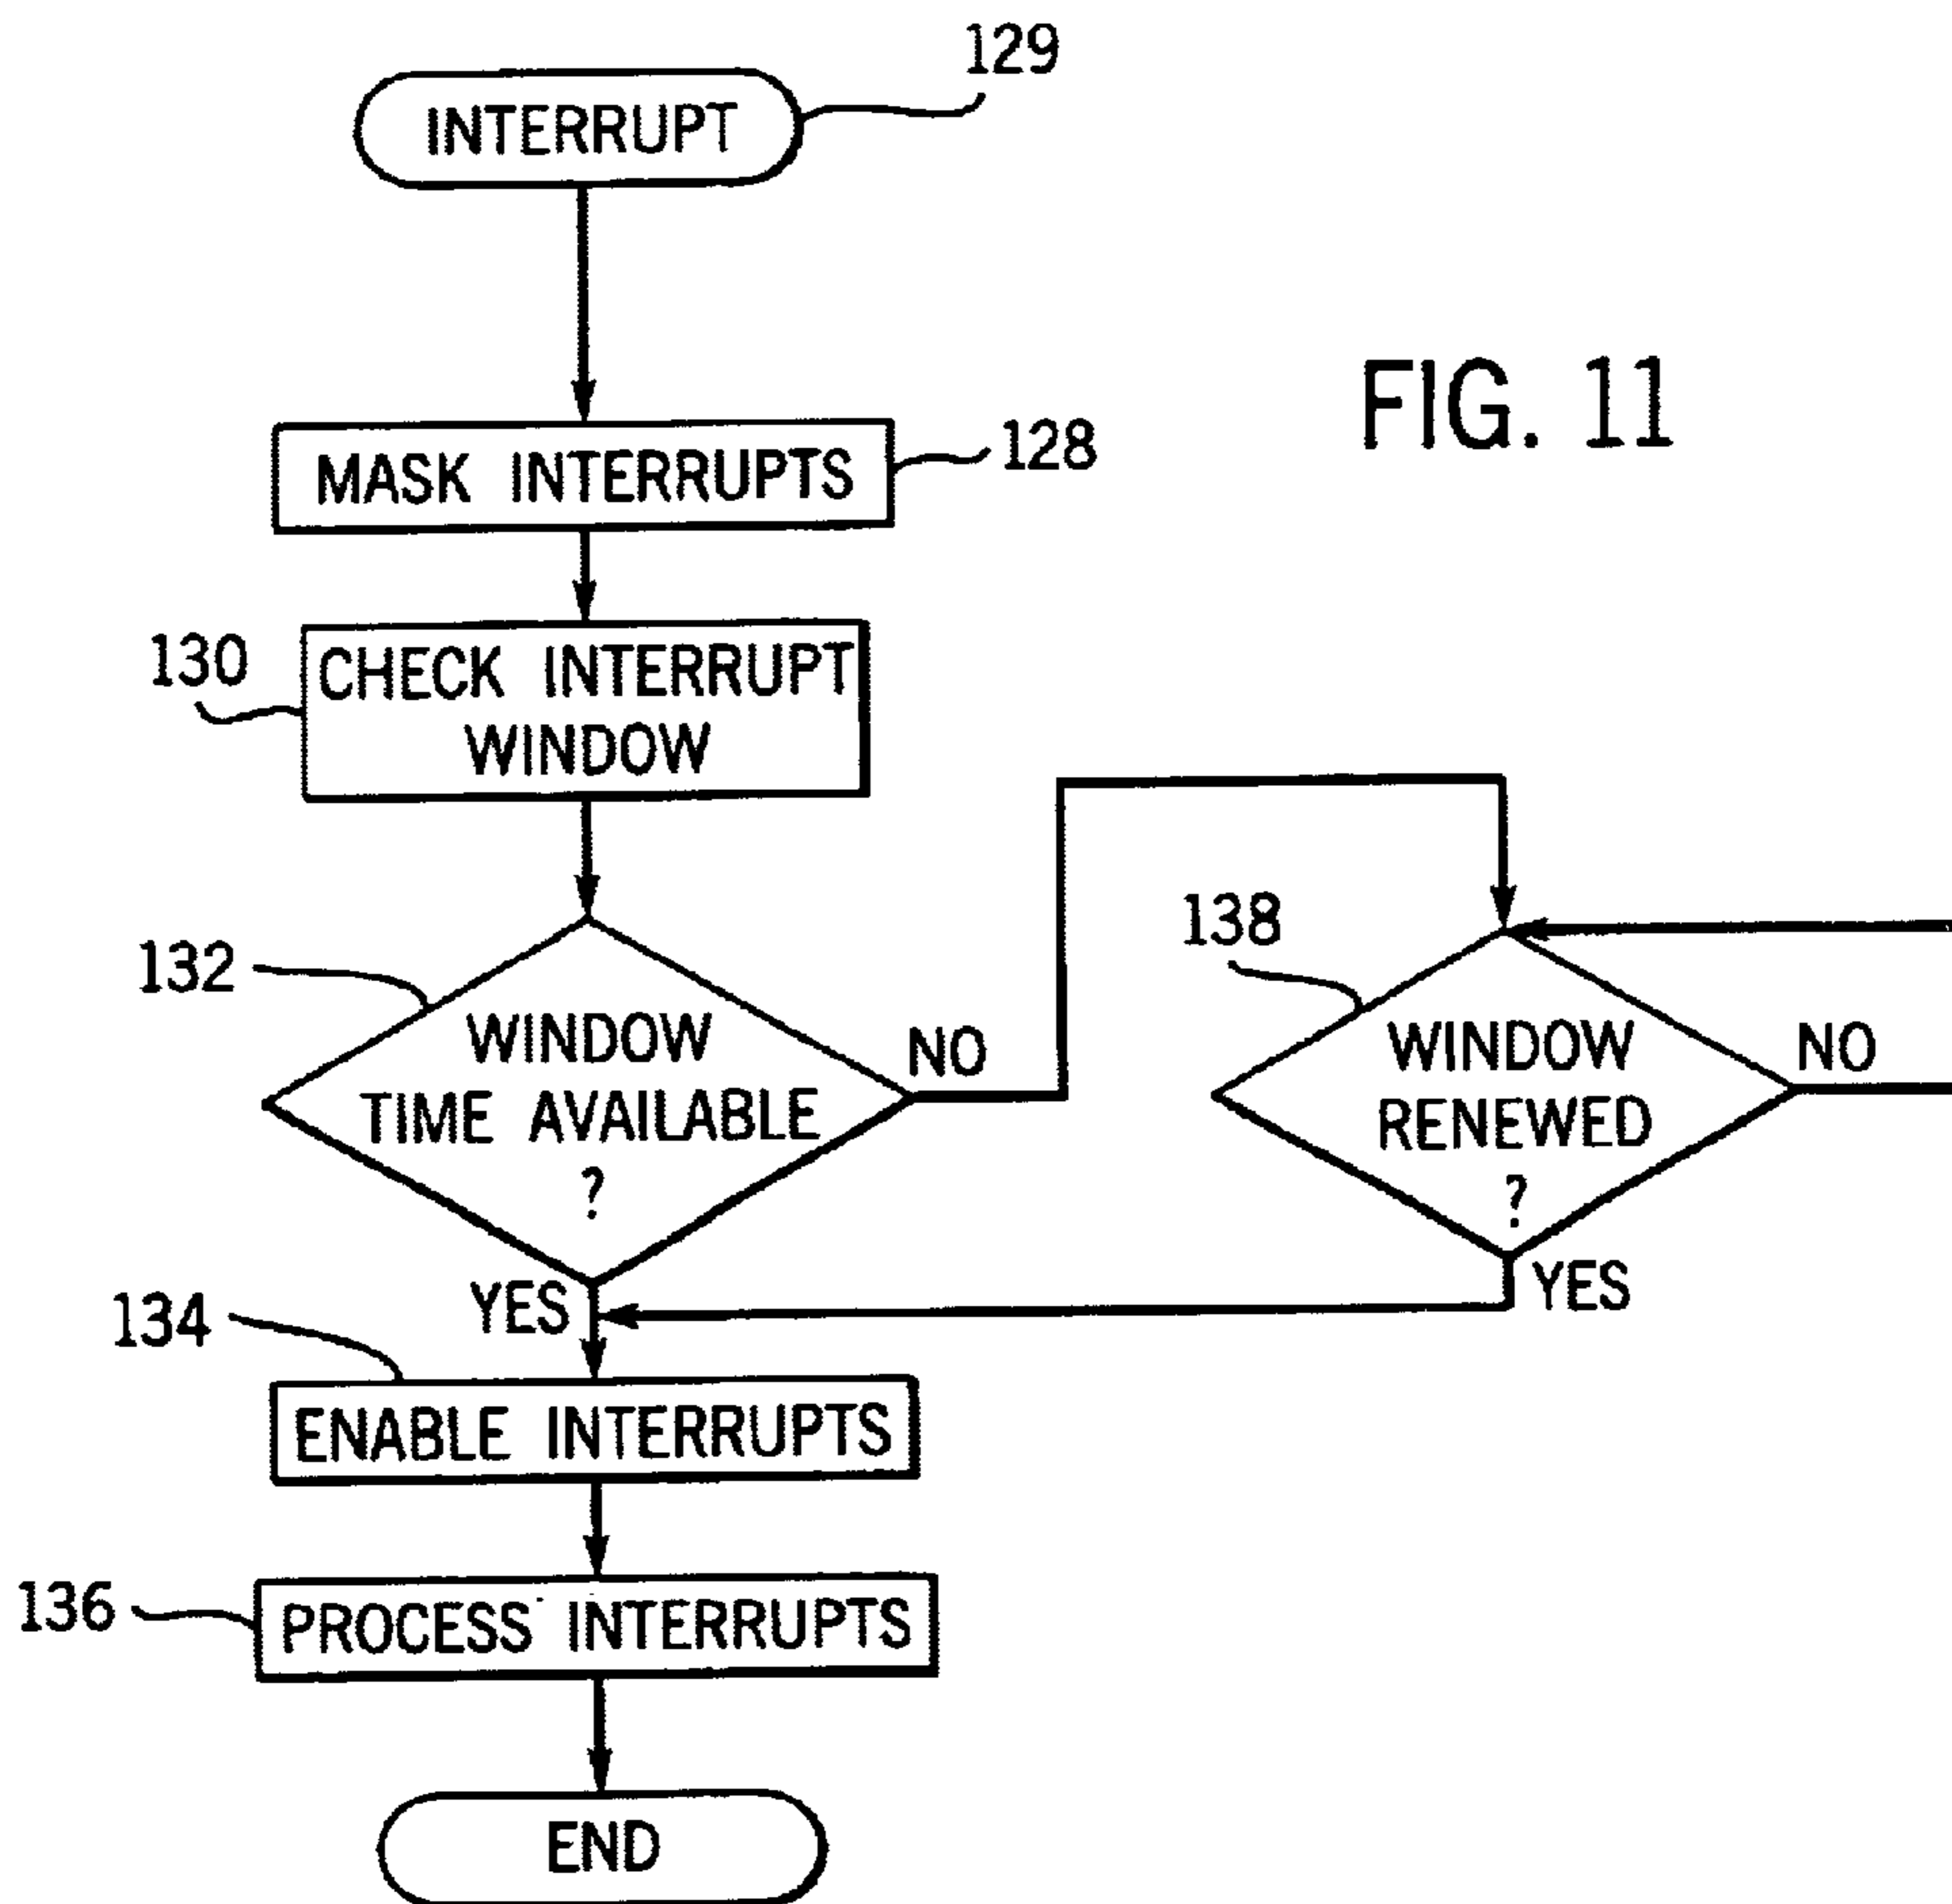 129
INTERRUPT
FIG. 11
MASK INTERRUPTS
128
130
CHECK INTERRUPT
WINDOW
132
WINDOW
TIME AVAILABLE
?
NO
138
WINDOW
RENEWED
?
NO
YES
YES
134
ENABLE INTERRUPTS
136
PROCESS INTERRUPTS
END